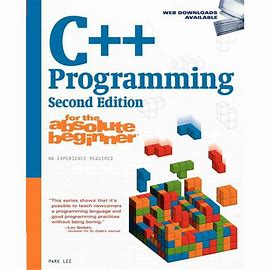 WEB DOWNLOADS
AVAILABLE
C++
Programming
Second Edition
for the
absolute
beginner
NO EXPERIENCE REQUIRED
"This series shows that it's
possible to teach newcomers
a programming language and
good programming practices
without being boring."
MARK LEE